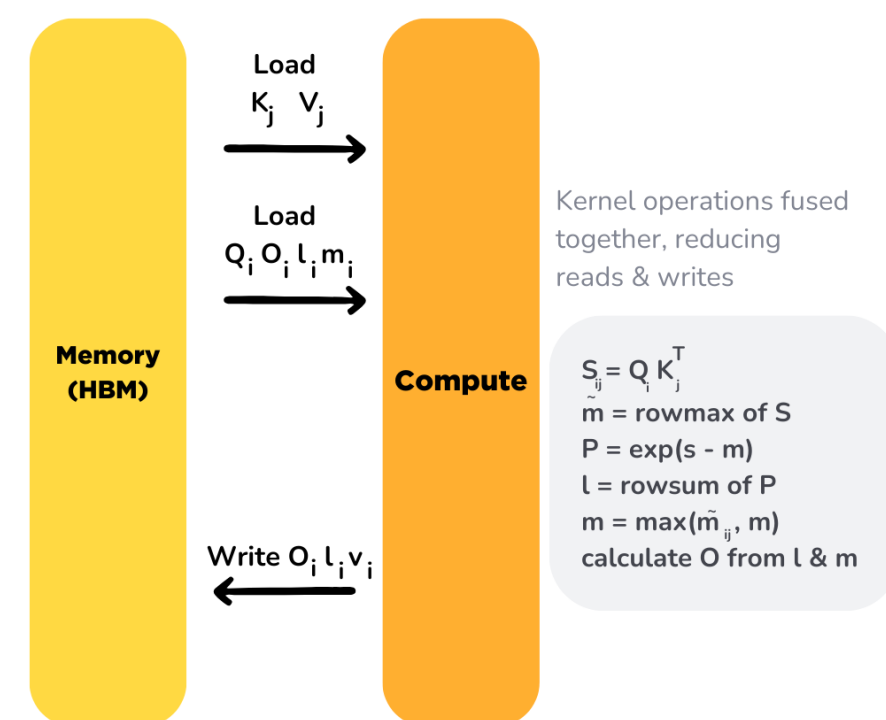 Load
Kj Vj
Load
Qi Oi li mi
Memory
(HBM)
Compute
Write Oi li vi
Kernel operations fused
together, reducing
reads & writes
Sij = Qi Kj^T
m̃ = rowmax of S
P = exp(s - m)
l = rowsum of P
m = max(m̃ij, m)
calculate O from l & m